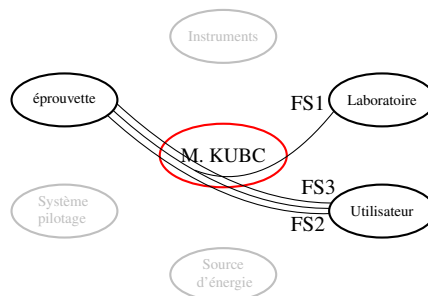 Instruments
éprouvette
FS1
Laboratoire
M. KUBC
Système
pilotage
FS3
Utilisateur
FS2
Source
d'énergie